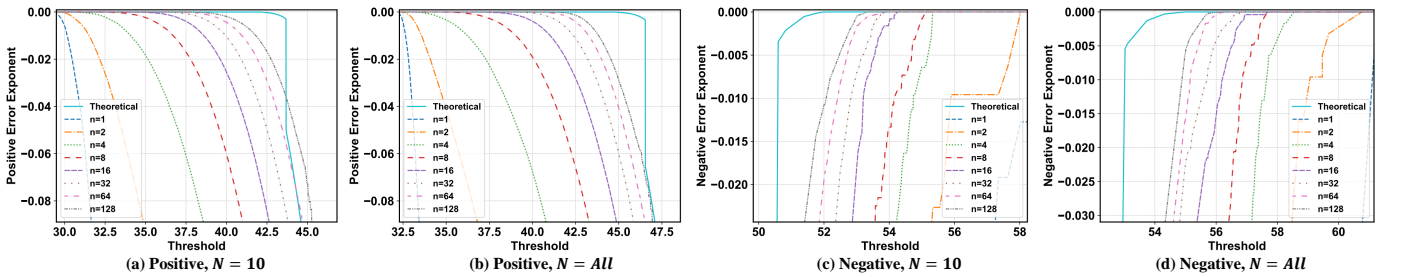 Positive Error Exponent
0.00
−0.02
−0.04
−0.06
−0.08
Theoretical
n=1
n=2
n=4
n=8
n=16
n=32
n=64
n=128
30.0 32.5 35.0 37.5 40.0 42.5 45.0
Threshold
(a) Positive, N = 10
Positive Error Exponent
0.00
−0.02
−0.04
−0.06
−0.08
Theoretical
n=1
n=2
n=4
n=8
n=16
n=32
n=64
n=128
32.5 35.0 37.5 40.0 42.5 45.0 47.5
Threshold
(b) Positive, N = All
Negative Error Exponent
0.000
−0.005
−0.010
−0.015
−0.020
Theoretical
n=1
n=2
n=4
n=8
n=16
n=32
n=64
n=128
50 52 54 56 58
Threshold
(c) Negative, N = 10
Negative Error Exponent
0.000
−0.005
−0.010
−0.015
−0.020
−0.025
−0.030
Theoretical
n=1
n=2
n=4
n=8
n=16
n=32
n=64
n=128
54 56 58 60
Threshold
(d) Negative, N = All